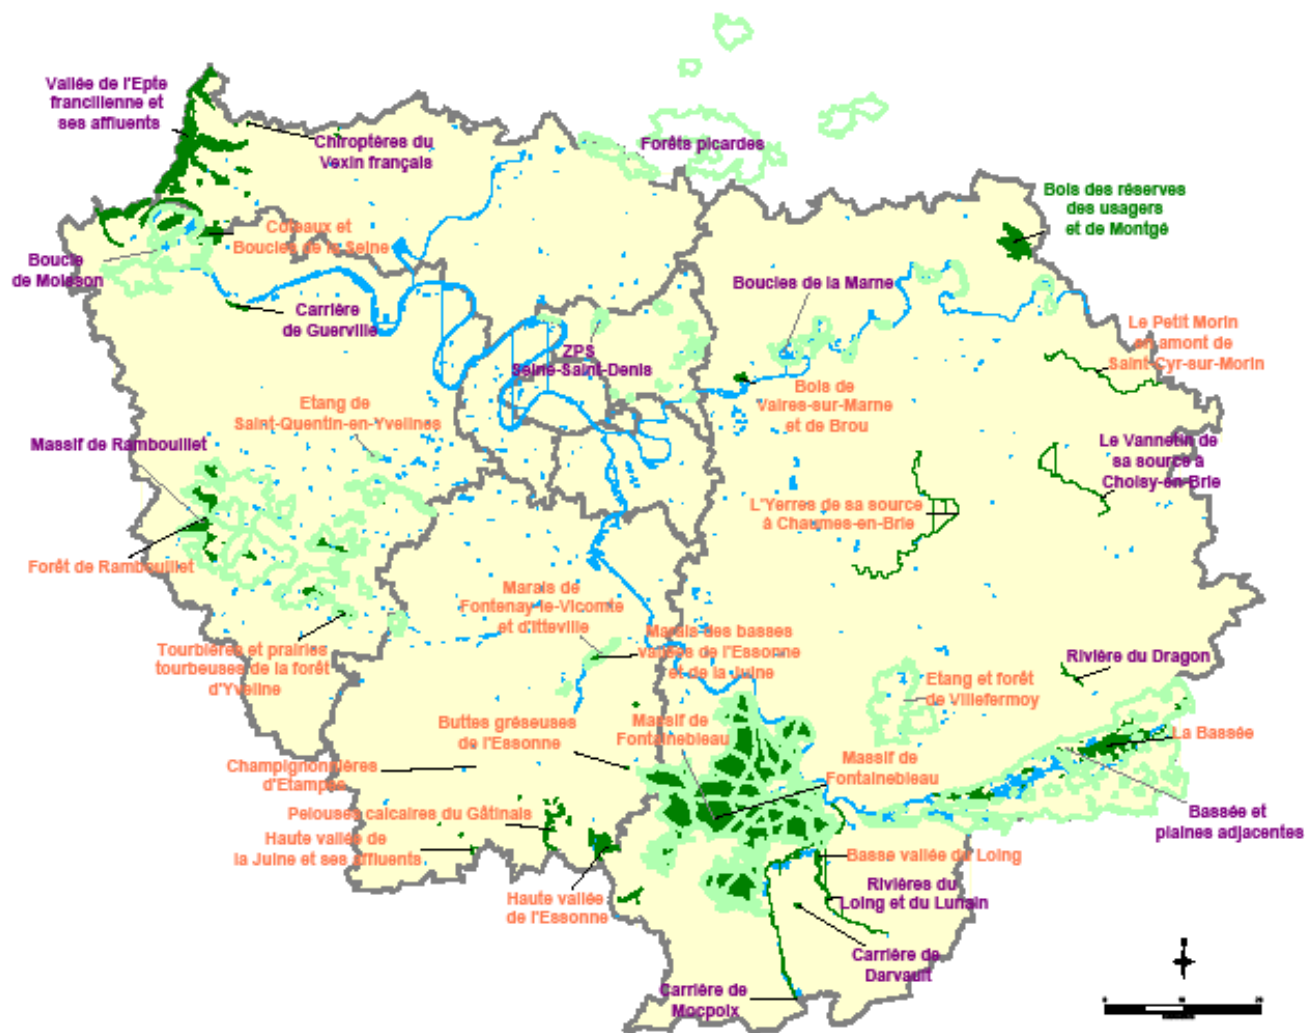 Vallée de l'Epte
francilienne et
ses affluents
Chiroptères du
Vexin français
Forêts picardes
Bois des réserves
des usagers
et de Montgé
Coteaux et
Boucles de la Seine
Boucle
de Moisson
Boucles de la Marne
Carrière
de Guerville
Le Petit Morin
en amont de
Saint-Cyr-sur-Morin
ZPS
Seine-Saint-Denis
Bois de
Vaires-sur-Marne
et de Brou
Etang de
Saint-Quentin-en-Yvelines
Massif de Rambouillet
Le Vannetin de
sa source à
Choisy-en-Brie
L'Yerres de sa source
à Chaumes-en-Brie
Forêt de Rambouillet
Marais de
Fontenay-le-Vicomte
et d'Itteville
Marais des basses
vallées de l'Essonne
et de la Juine
Tourbières et prairies
tourbeuses de la forêt
d'Yveline
Rivière du Dragon
Etang et forêt
de Villefermoy
Buttes gréseuses
de l'Essonne
Massif de
Fontainebleau
La Bassée
Massif de
Fontainebleau
Champignonnières
d'Etampes
Bassée et
plaines adjacentes
Pelouses calcaires du Gâtinais
Haute vallée de
la Juine et ses affluents
Basse vallée du Loing
Haute vallée
de l'Essonne
Rivières du
Loing et du Lunain
Carrière de
Darvault
Carrière de
Mocpoix